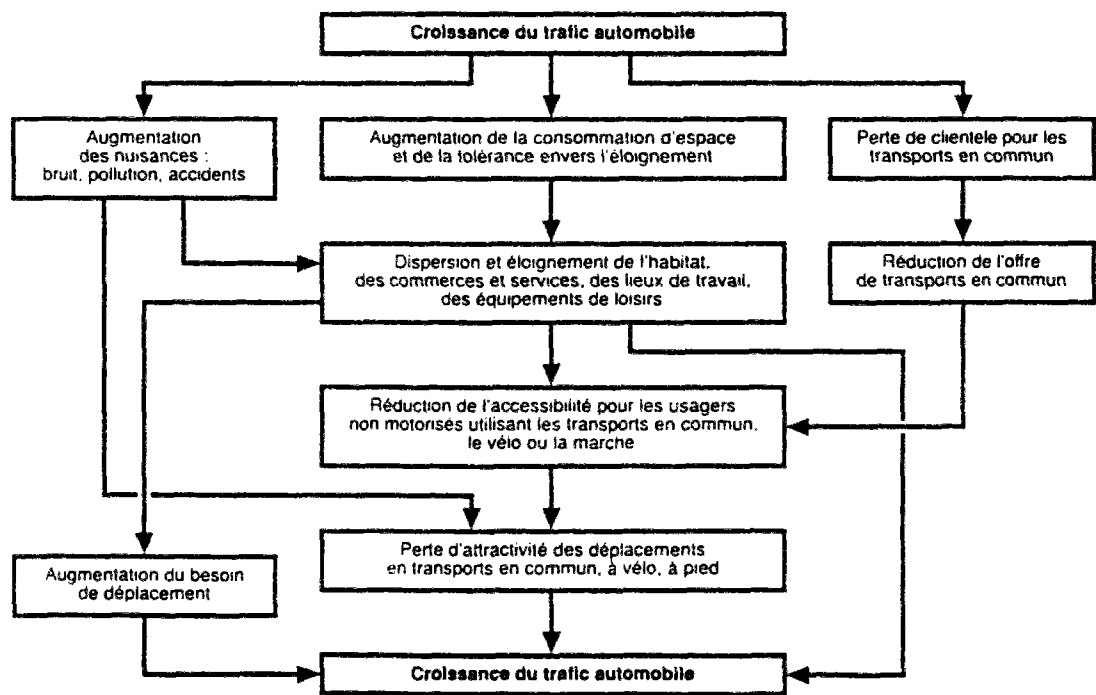 Croissance du trafic automobile
Augmentation
des nuisances :
bruit, pollution, accidents
Augmentation de la consommation d'espace
et de la tolérance envers l'éloignement
Perte de clientèle pour les
transports en commun
Dispersion et éloignement de l'habitat,
des commerces et services, des lieux de travail,
des équipements de loisirs
Réduction de l'offre
de transports en commun
Réduction de l'accessibilité pour les usagers
non motorisés utilisant les transports en commun,
le vélo ou la marche
Perte d'attractivité des déplacements
en transports en commun, à vélo, à pied
Augmentation du besoin
de déplacement
Croissance du trafic automobile